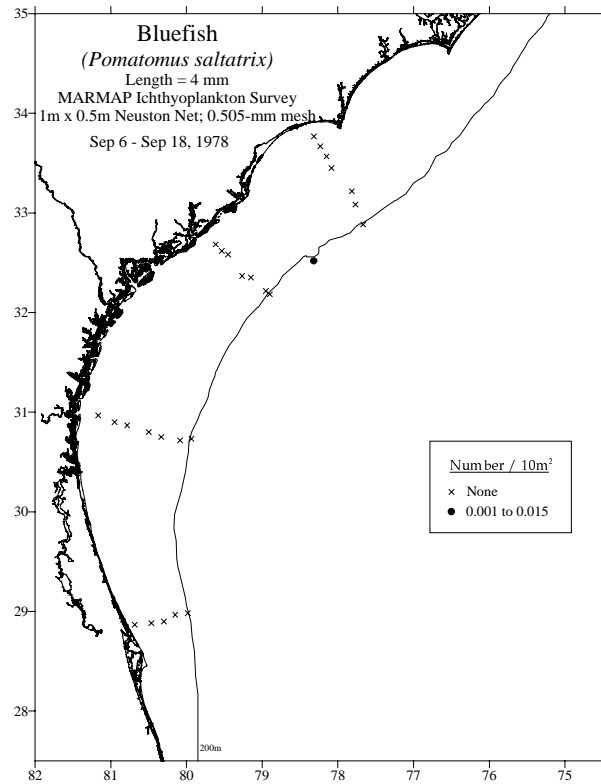 Bluefish
(Pomatomus saltatrix)
Length = 4 mm
MARMAP Ichthyoplankton Survey
1m x 0.5m Neuston Net; 0.505-mm mesh
Sep 6 - Sep 18, 1978
35
34
33
32
31
30
29
28
Number / 10m²
× None
● 0.001 to 0.015
200m
82 81 80 79 78 77 76 75